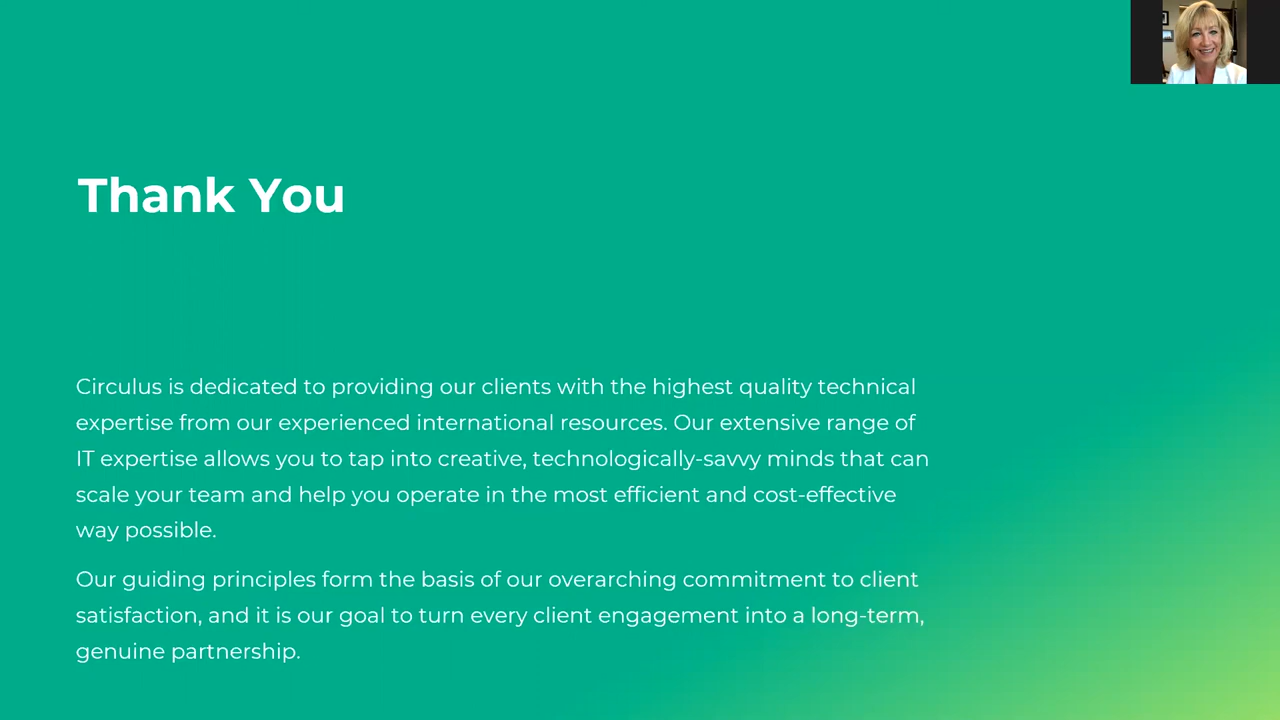 Thank You
Circulus is dedicated to providing our clients with the highest quality technical
expertise from our experienced international resources. Our extensive range of
IT expertise allows you to tap into creative, technologically-savvy minds that can
scale your team and help you operate in the most efficient and cost-effective
way possible.
Our guiding principles form the basis of our overarching commitment to client
satisfaction, and it is our goal to turn every client engagement into a long-term,
genuine partnership.